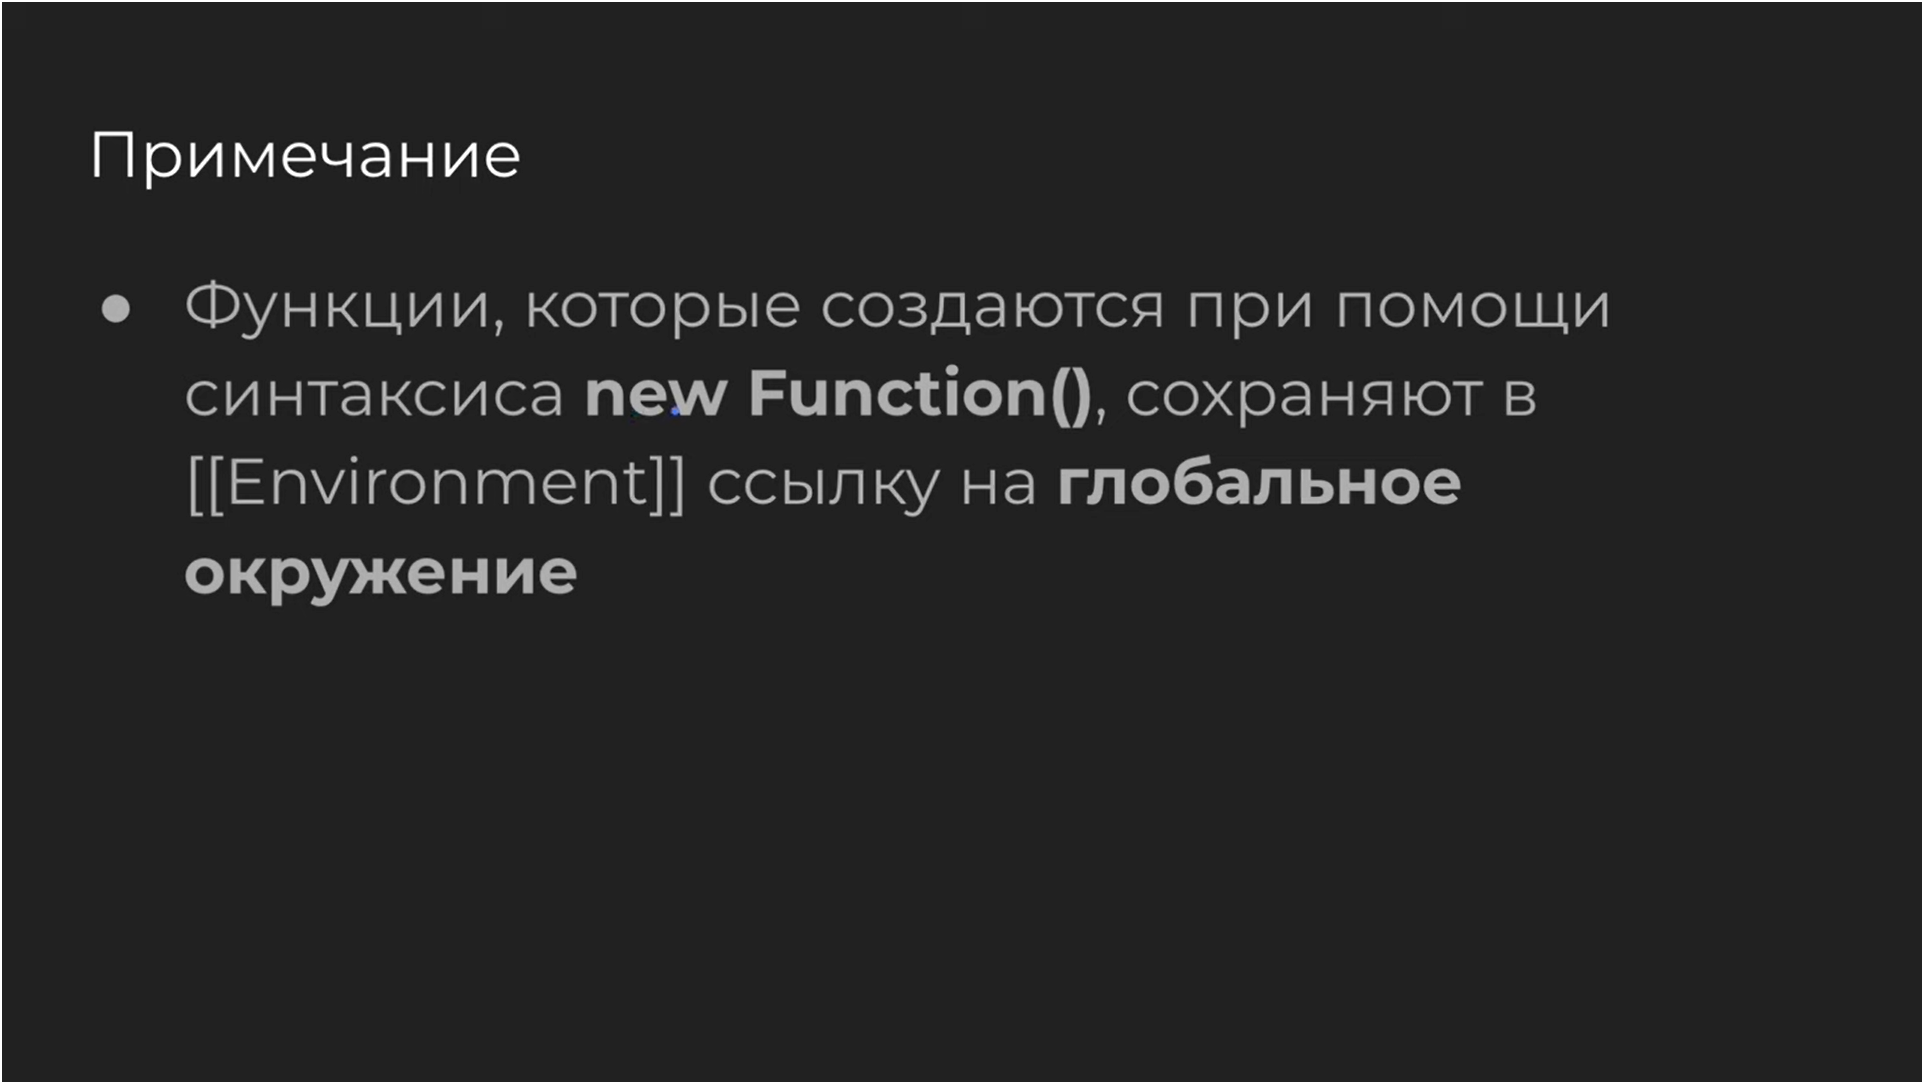 Примечание
● Функции, которые создаются при помощи
синтаксиса new Function(), сохраняют в
[[Environment]] ссылку на глобальное
окружение